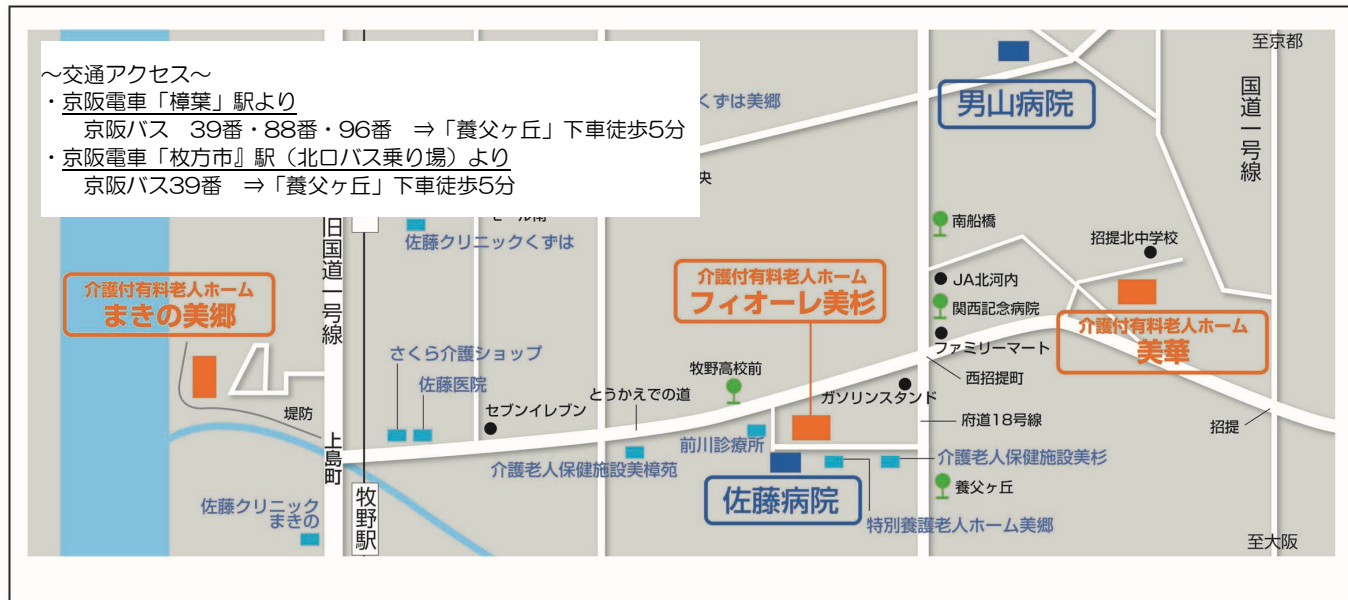 ～交通アクセス～
・京阪電車「樟葉」駅より
京阪バス　39番・88番・96番　⇒「養父ヶ丘」下車徒歩5分
・京阪電車「枚方市』駅（北口バス乗り場）より
京阪バス39番　⇒「養父ヶ丘」下車徒歩5分
至京都
国道一号線
男山病院
くずは美郷
央
佐藤クリニックくずは
旧国道一号線
南船橋
招提北中学校
JA北河内
関西記念病院
ファミリーマート
介護付有料老人ホーム
まきの美郷
介護付有料老人ホーム
フィオーレ美杉
介護付有料老人ホーム
美華
さくら介護ショップ
佐藤医院
牧野高校前
西招提町
とうかえでの道
ガソリンスタンド
セブンイレブン
堤防
府道18号線
招提
上島町
前川診療所
介護老人保健施設美樟苑
介護老人保健施設美杉
佐藤病院
養父ヶ丘
特別養護老人ホーム美郷
佐藤クリニック
まきの
牧野駅
至大阪